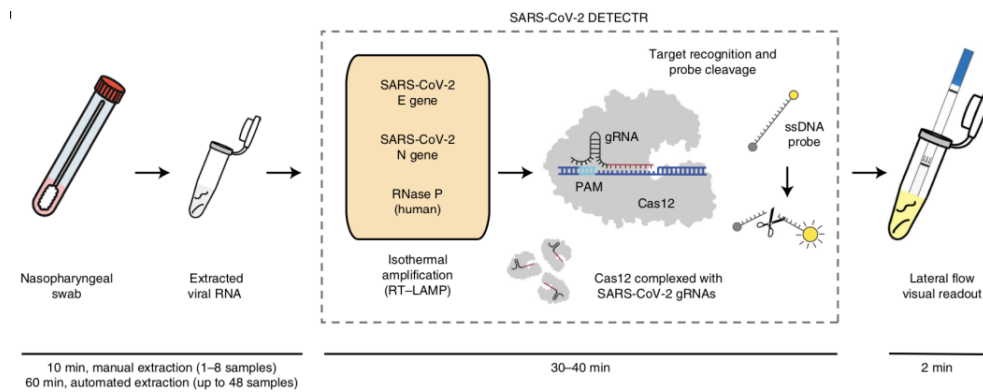 SARS-CoV-2 DETECTR
SARS-CoV-2
E gene
SARS-CoV-2
N gene
RNase P
(human)
Isothermal
amplification
(RT–LAMP)
Target recognition and
probe cleavage
gRNA
PAM
Cas12
ssDNA
probe
Cas12 complexed with
SARS-CoV-2 gRNAs
Nasopharyngeal
swab
Extracted
viral RNA
Lateral flow
visual readout
10 min, manual extraction (1–8 samples)
60 min, automated extraction (up to 48 samples)
30–40 min
2 min